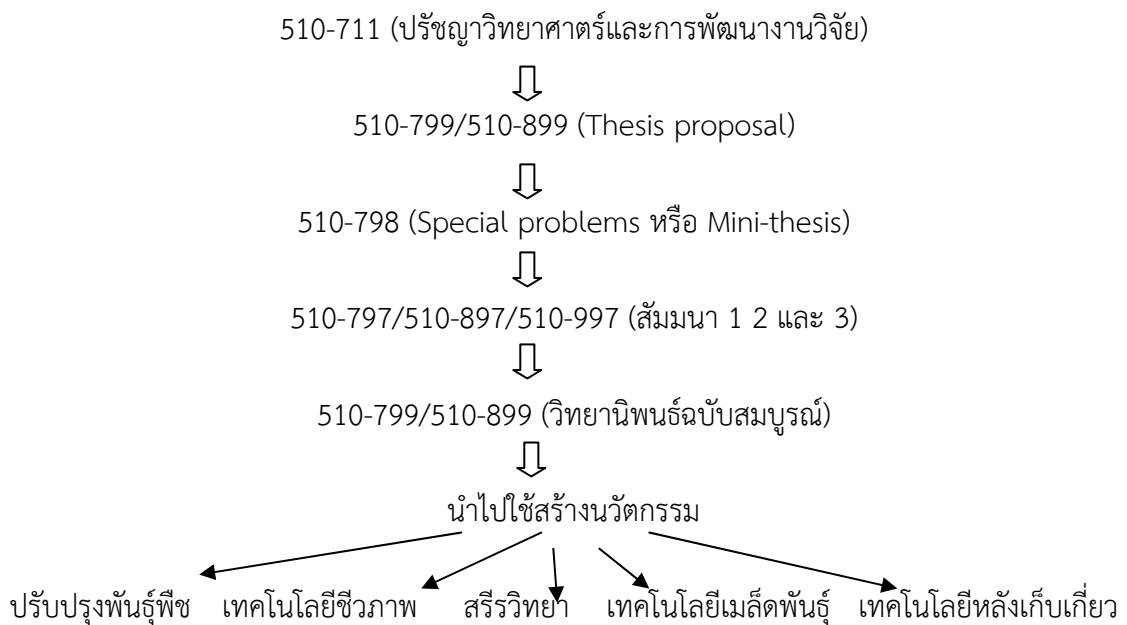 510-711 (ปรัชญาวิทยาศาตร์และการพัฒนางานวิจัย)
510-799/510-899 (Thesis proposal)
510-798 (Special problems หรือ Mini-thesis)
510-797/510-897/510-997 (สัมมนา 1 2 และ 3)
510-799/510-899 (วิทยานิพนธ์ฉบับสมบูรณ์)
นำไปใช้สร้างนวัตกรรม
ปรับปรุงพันธุ์พืช เทคโนโลยีชีวภาพ สรีรวิทยา เทคโนโลยีเมล็ดพันธุ์ เทคโนโลยีหลังเก็บเกี่ยว